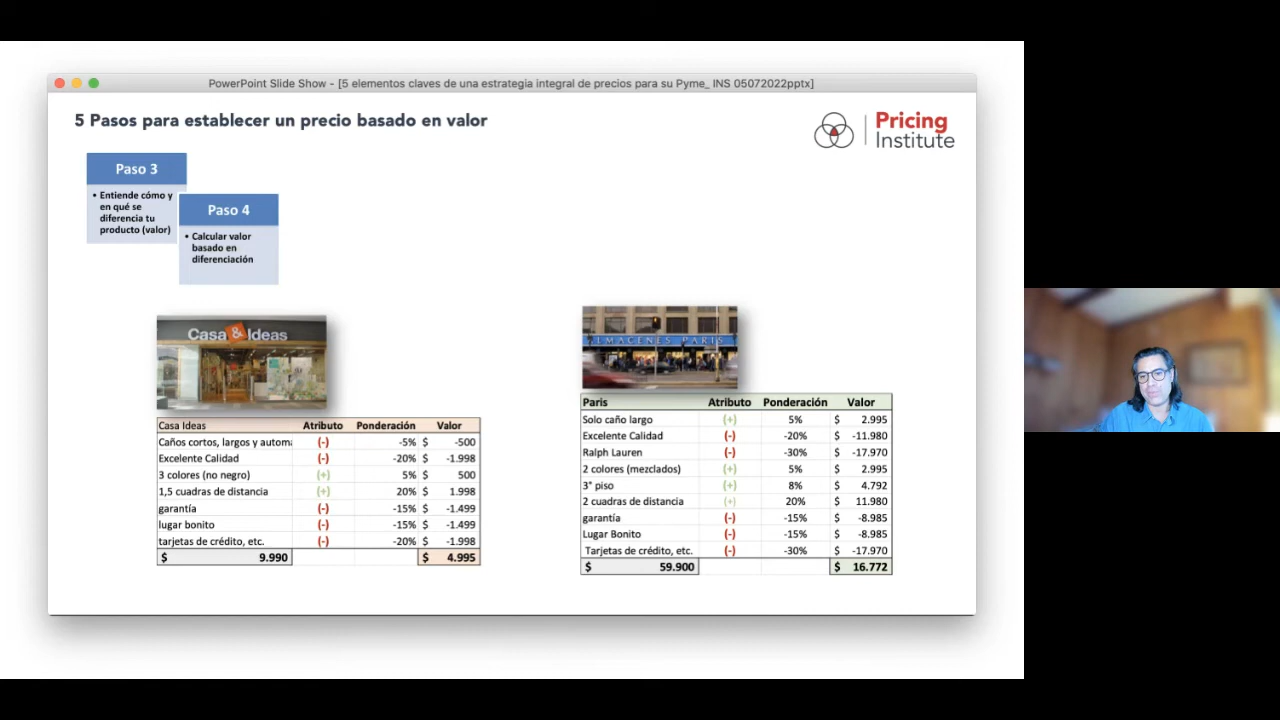 PowerPoint Slide Show - [5 elementos claves de una estrategia integral de precios para su Pyme_ INS 05072022pptx]
5 Pasos para establecer un precio basado en valor
Pricing
Institute
Paso 3
• Entiende cómo y
en qué se
diferencia tu
producto (valor)
Paso 4
• Calcular valor
basado en
diferenciación
Casa & Ideas
Casa Ideas Atributo Ponderación Valor
Caños cortos, largos y automa (-) -5% $ -500
Excelente Calidad (-) -20% $ -1.998
3 colores (no negro) (+) 5% $ 500
1,5 cuadras de distancia (+) 20% $ 1.998
garantía (-) -15% $ -1.499
lugar bonito (-) -15% $ -1.499
tarjetas de crédito, etc. (-) -20% $ -1.998
$ 9.990 $ 4.995
ALMACENES PARIS
Paris Atributo Ponderación Valor
Solo caño largo (+) 5% $ 2.995
Excelente Calidad (-) -20% $ -11.980
Ralph Lauren (-) -30% $ -17.970
2 colores (mezclados) (+) 5% $ 2.995
3° piso (+) 8% $ 4.792
2 cuadras de distancia (+) 20% $ 11.980
garantía (-) -15% $ -8.985
Lugar Bonito (-) -15% $ -8.985
Tarjetas de crédito, etc. (-) -30% $ -17.970
$ 59.900 $ 16.772